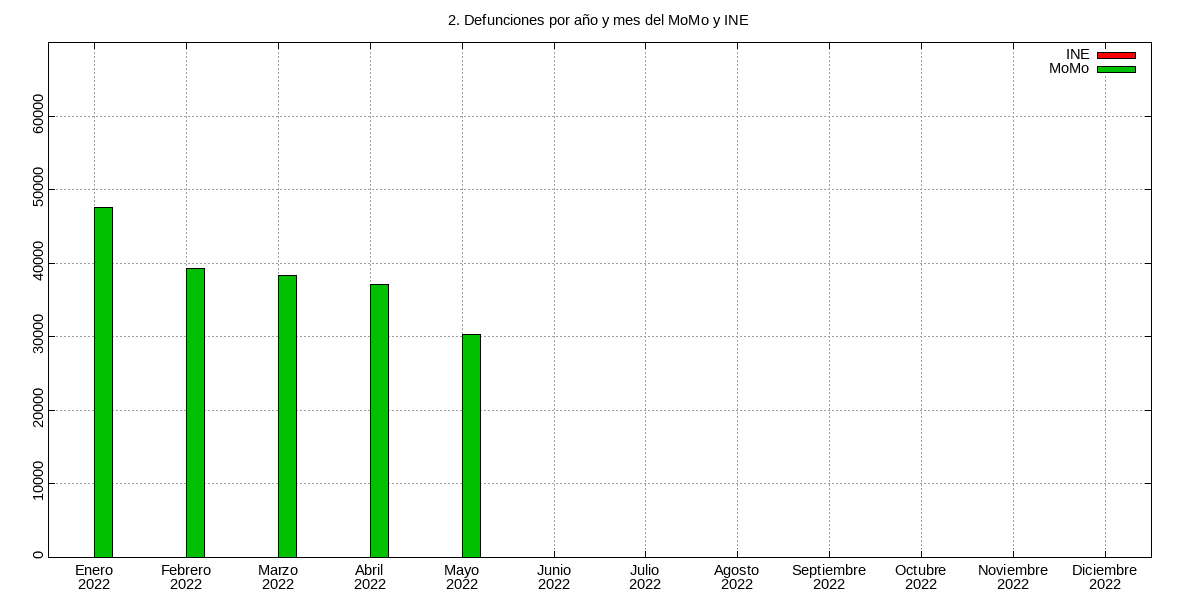 2. Defunciones por año y mes del MoMo y INE
INE
MoMo
60000
50000
40000
30000
20000
10000
0
Enero Febrero Marzo Abril Mayo Junio Julio Agosto Septiembre Octubre Noviembre Diciembre
2022 2022 2022 2022 2022 2022 2022 2022 2022 2022 2022 2022